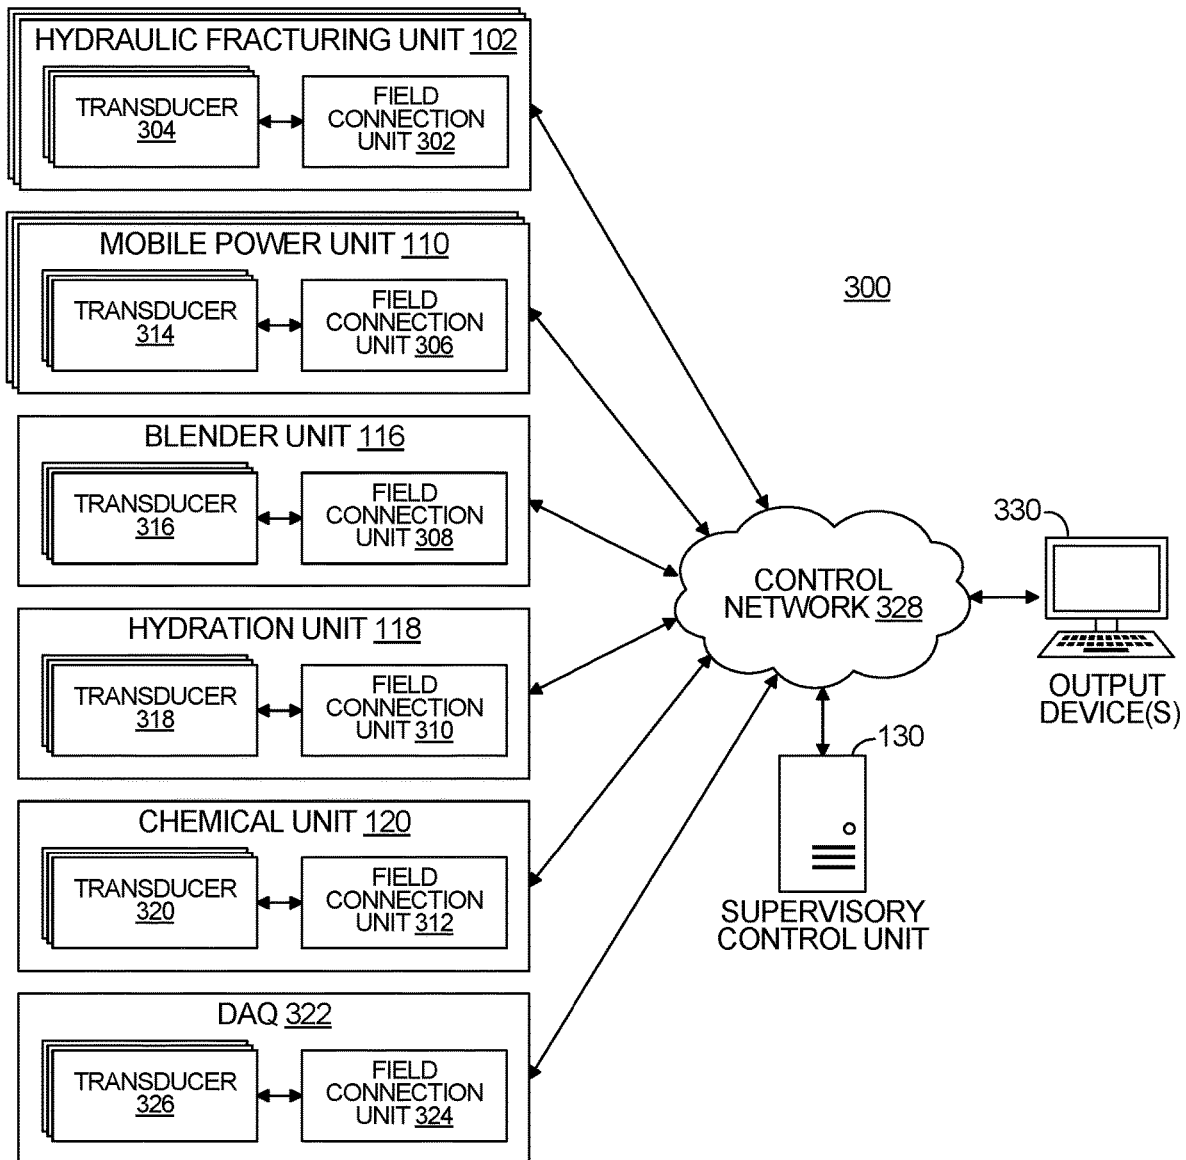 HYDRAULIC FRACTURING UNIT 102
TRANSDUCER
304
FIELD
CONNECTION
UNIT 302
MOBILE POWER UNIT 110
TRANSDUCER
314
FIELD
CONNECTION
UNIT 306
300
BLENDER UNIT 116
TRANSDUCER
316
FIELD
CONNECTION
UNIT 308
HYDRATION UNIT 118
TRANSDUCER
318
FIELD
CONNECTION
UNIT 310
CHEMICAL UNIT 120
TRANSDUCER
320
FIELD
CONNECTION
UNIT 312
DAQ 322
TRANSDUCER
326
FIELD
CONNECTION
UNIT 324
CONTROL
NETWORK 328
330
OUTPUT
DEVICE(S)
130
SUPERVISORY
CONTROL UNIT